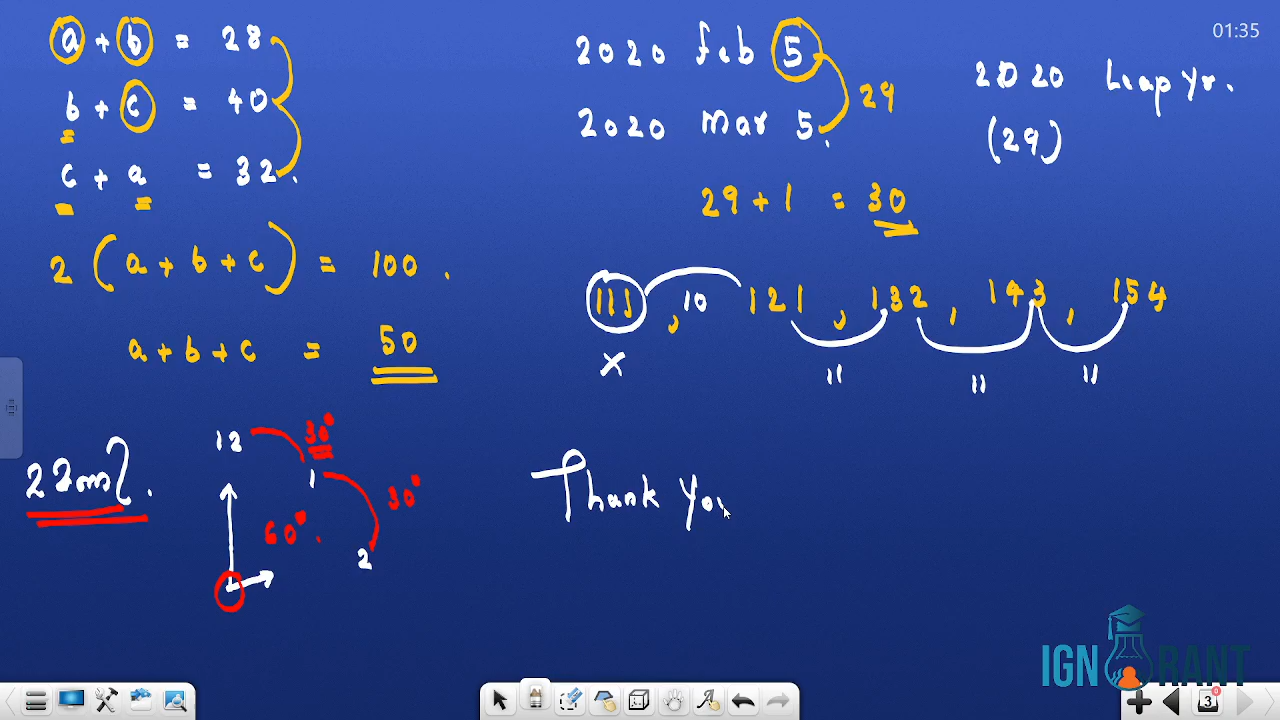 a + b = 28
b + c = 40
c + a = 32.
2 (a + b + c) = 100.
a + b + c = 50
12
30°
1
30°
60°.
2
2020 Feb 5
2020 mar 5.
29
2020 Leap Yr.
(29)
29 + 1 = 30
111, 10 121, 132, 143, 154
x 11 11 11
Thank You
01:35
IGNORANT
3